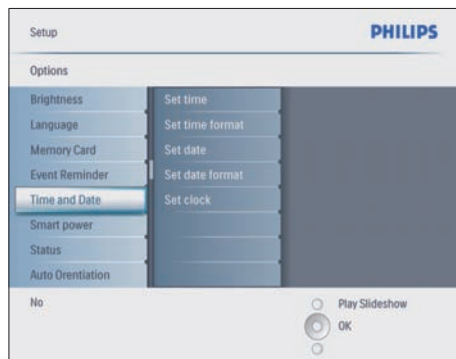 Setup
PHILIPS
Options
Brightness
Language
Memory Card
Event Reminder
Time and Date
Smart power
Status
Auto Orentiation
Set time
Set time format
Set date
Set date format
Set clock
No
Play Slideshow
OK